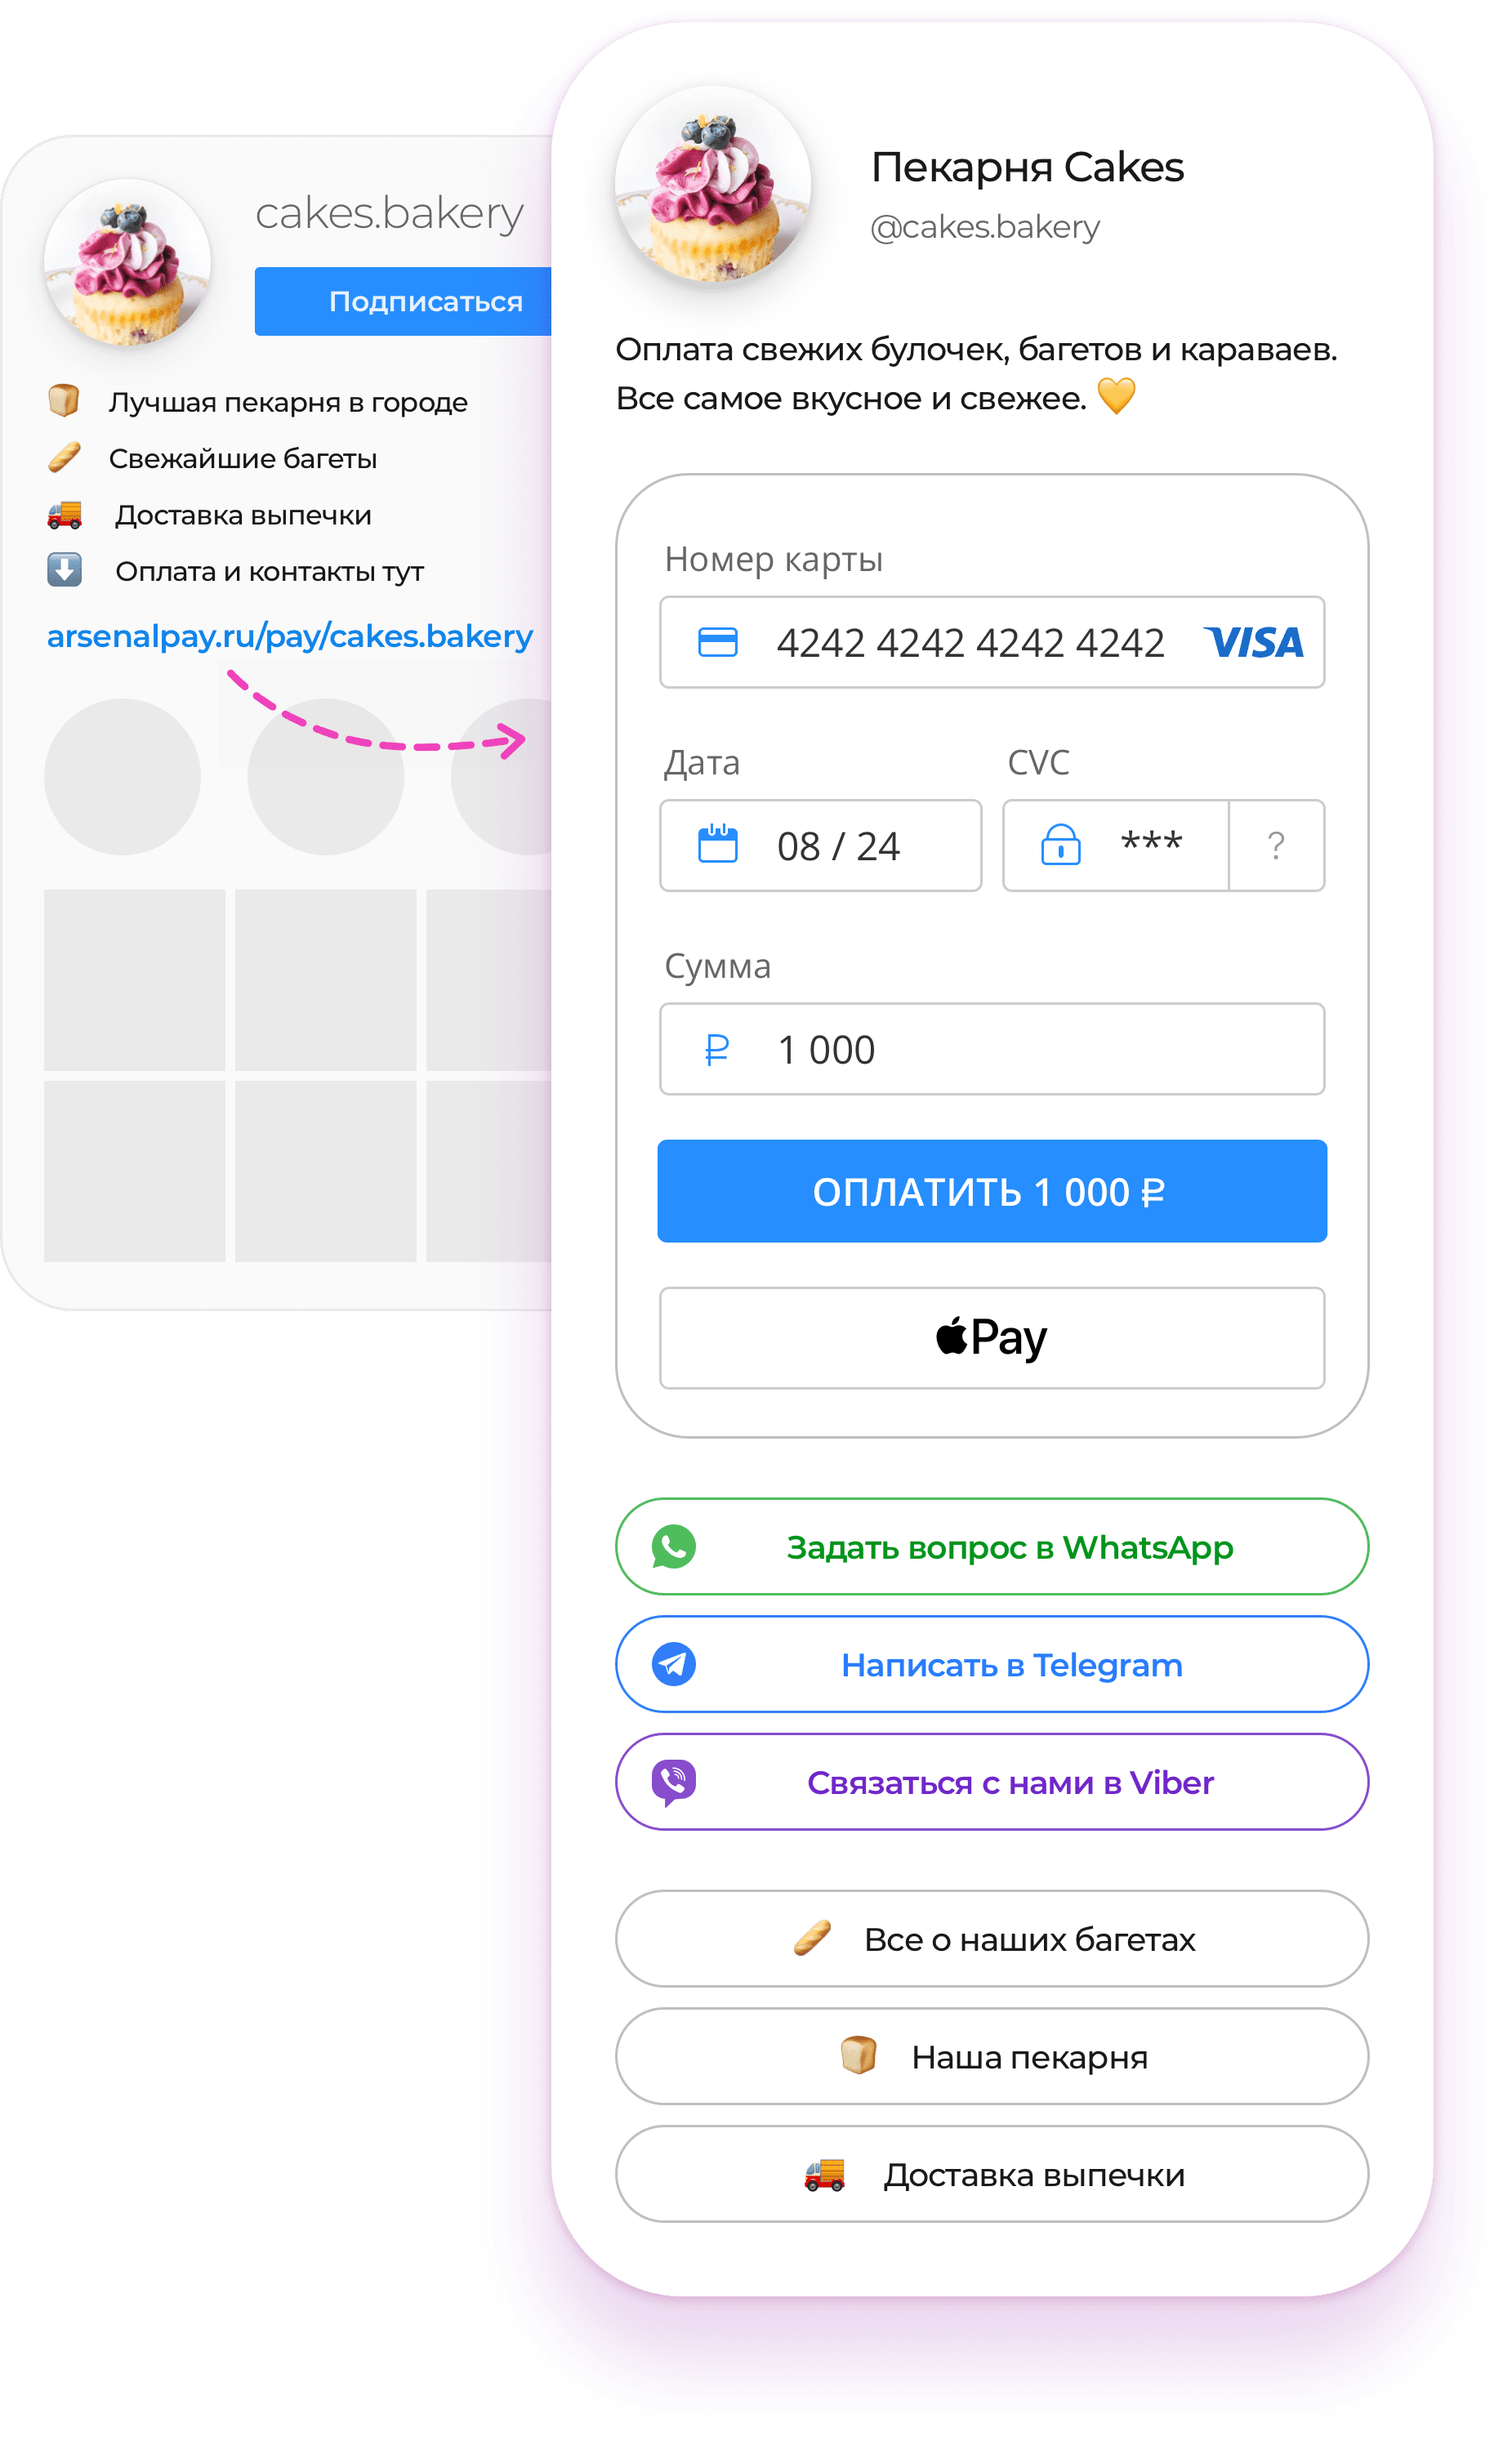 cakes.bakery
Подписаться
Лучшая пекарня в городе
Свежайшие багеты
Доставка выпечки
Оплата и контакты тут
arsenalpay.ru/pay/cakes.bakery
Пекарня Cakes
@cakes.bakery
Оплата свежих булочек, багетов и караваев.
Все самое вкусное и свежее. 💛
Номер карты
4242 4242 4242 4242 VISA
Дата CVC
08 / 24 *** ?
Сумма
₽ 1 000
ОПЛАТИТЬ 1 000 ₽
Pay
Задать вопрос в WhatsApp
Написать в Telegram
Связаться с нами в Viber
Все о наших багетах
Наша пекарня
Доставка выпечки